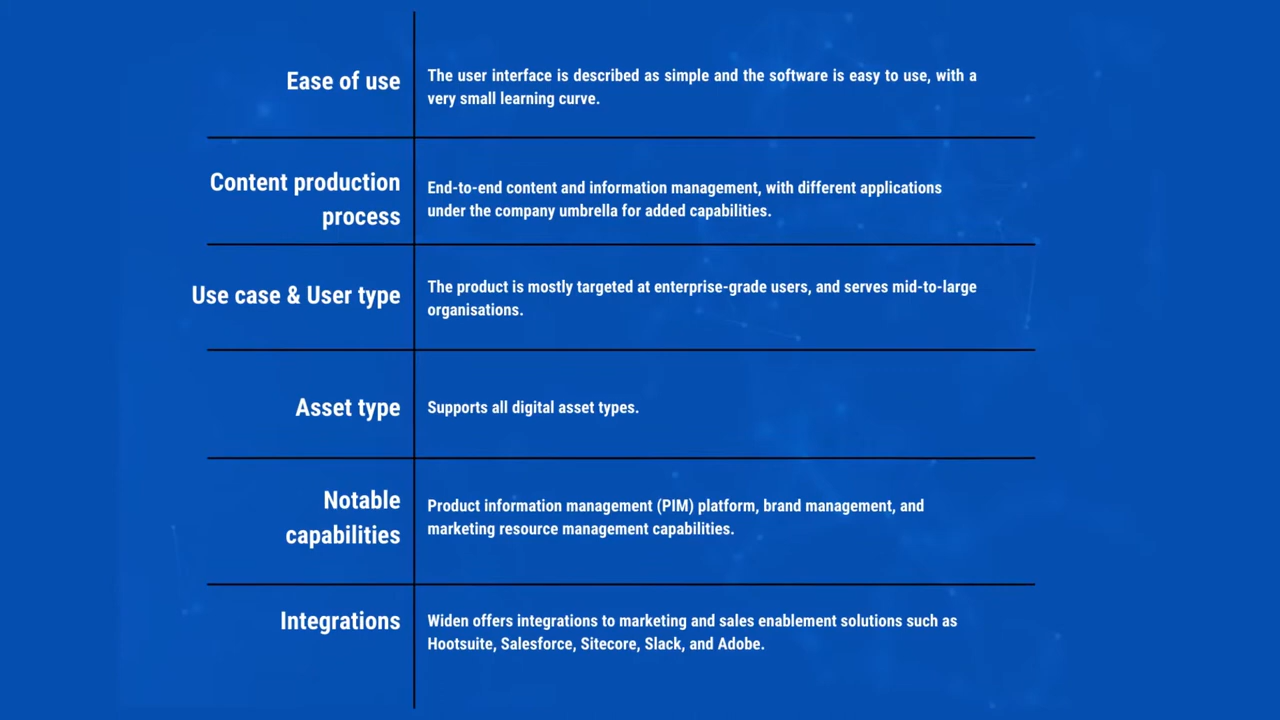 Ease of use
The user interface is described as simple and the software is easy to use, with a
very small learning curve.
Content production
process
End-to-end content and information management, with different applications
under the company umbrella for added capabilities.
Use case & User type
The product is mostly targeted at enterprise-grade users, and serves mid-to-large
organisations.
Asset type
Supports all digital asset types.
Notable
capabilities
Product information management (PIM) platform, brand management, and
marketing resource management capabilities.
Integrations
Widen offers integrations to marketing and sales enablement solutions such as
Hootsuite, Salesforce, Sitecore, Slack, and Adobe.